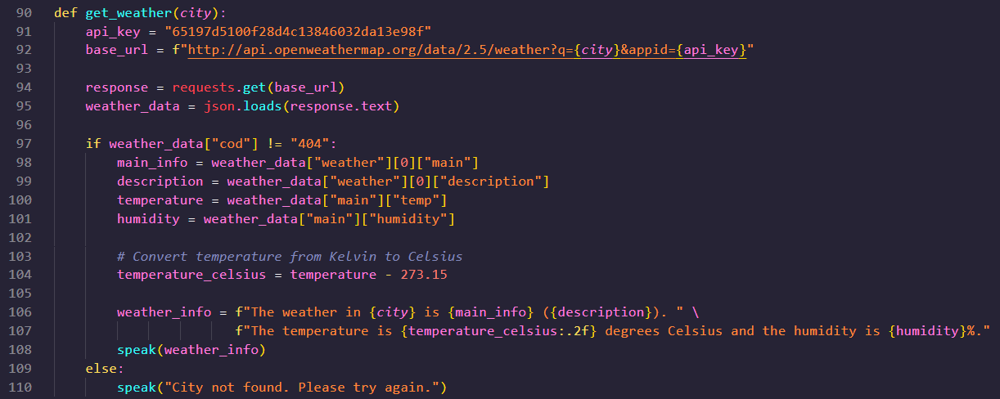 90 def get_weather(city):
91 api_key = "65197d5100f28d4c13846032da13e98f"
92 base_url = f"http://api.openweathermap.org/data/2.5/weather?q={city}&appid={api_key}"
93
94 response = requests.get(base_url)
95 weather_data = json.loads(response.text)
96
97 if weather_data["cod"] != "404":
98 main_info = weather_data["weather"][0]["main"]
99 description = weather_data["weather"][0]["description"]
100 temperature = weather_data["main"]["temp"]
101 humidity = weather_data["main"]["humidity"]
102
103 # Convert temperature from Kelvin to Celsius
104 temperature_celsius = temperature - 273.15
105
106 weather_info = f"The weather in {city} is {main_info} ({description}). " \
107 f"The temperature is {temperature_celsius:.2f} degrees Celsius and the humidity is {humidity}%."
108 speak(weather_info)
109 else:
110 speak("City not found. Please try again.")